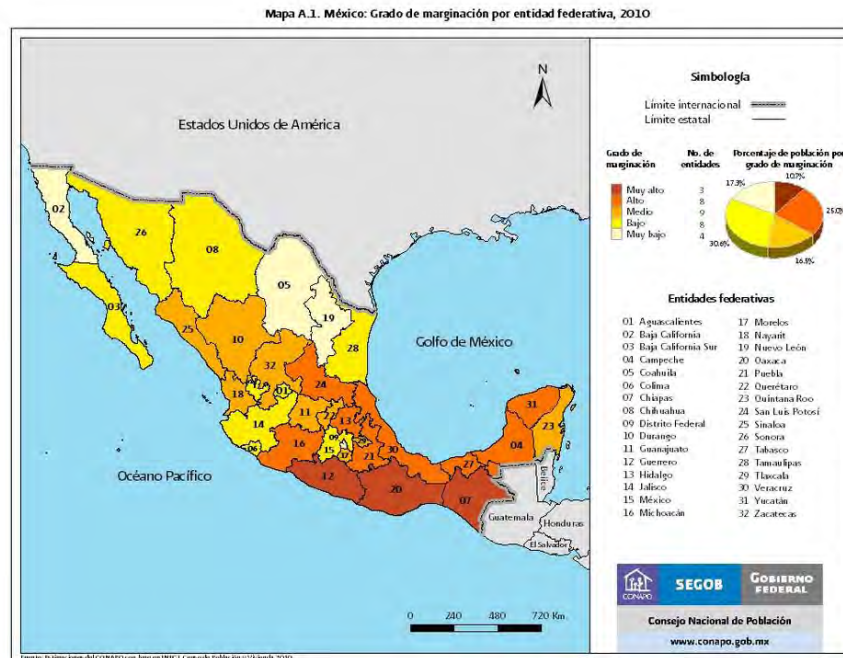 Mapa A.1. México: Grado de marginación por entidad federativa, 2010
Estados Unidos de América
N
02
26
08
05
03
19
28
25
10
32
24
18
01
14
11
22
13
06
16
15
09
17
21
30
12
20
07
27
04
31
23
Golfo de México
Océano Pacífico
Belice
Guatemala
Honduras
El Salvador
0 240 480 720 Km.
Simbología
Límite internacional
Límite estatal
Grado de marginación
No. de entidades
Muy alto 3
Alto 8
Medio 9
Bajo 8
Muy bajo 4
Porcentaje de población por grado de marginación
17.3%
10.7%
30.6%
Entidades federativas
01 Aguascalientes
02 Baja California
03 Baja California Sur
04 Campeche
05 Coahuila
06 Colima
07 Chiapas
08 Chihuahua
09 Distrito Federal
10 Durango
11 Guanajuato
12 Guerrero
13 Hidalgo
14 Jalisco
15 México
16 Michoacán
17 Morelos
18 Nayarit
19 Nuevo León
20 Oaxaca
21 Puebla
22 Querétaro
23 Quintana Roo
24 San Luis Potosí
25 Sinaloa
26 Sonora
27 Tabasco
28 Tamaulipas
29 Tlaxcala
30 Veracruz
31 Yucatán
32 Zacatecas
CONAPO
SEGOB
GOBIERNO FEDERAL
Consejo Nacional de Población
www.conapo.gob.mx